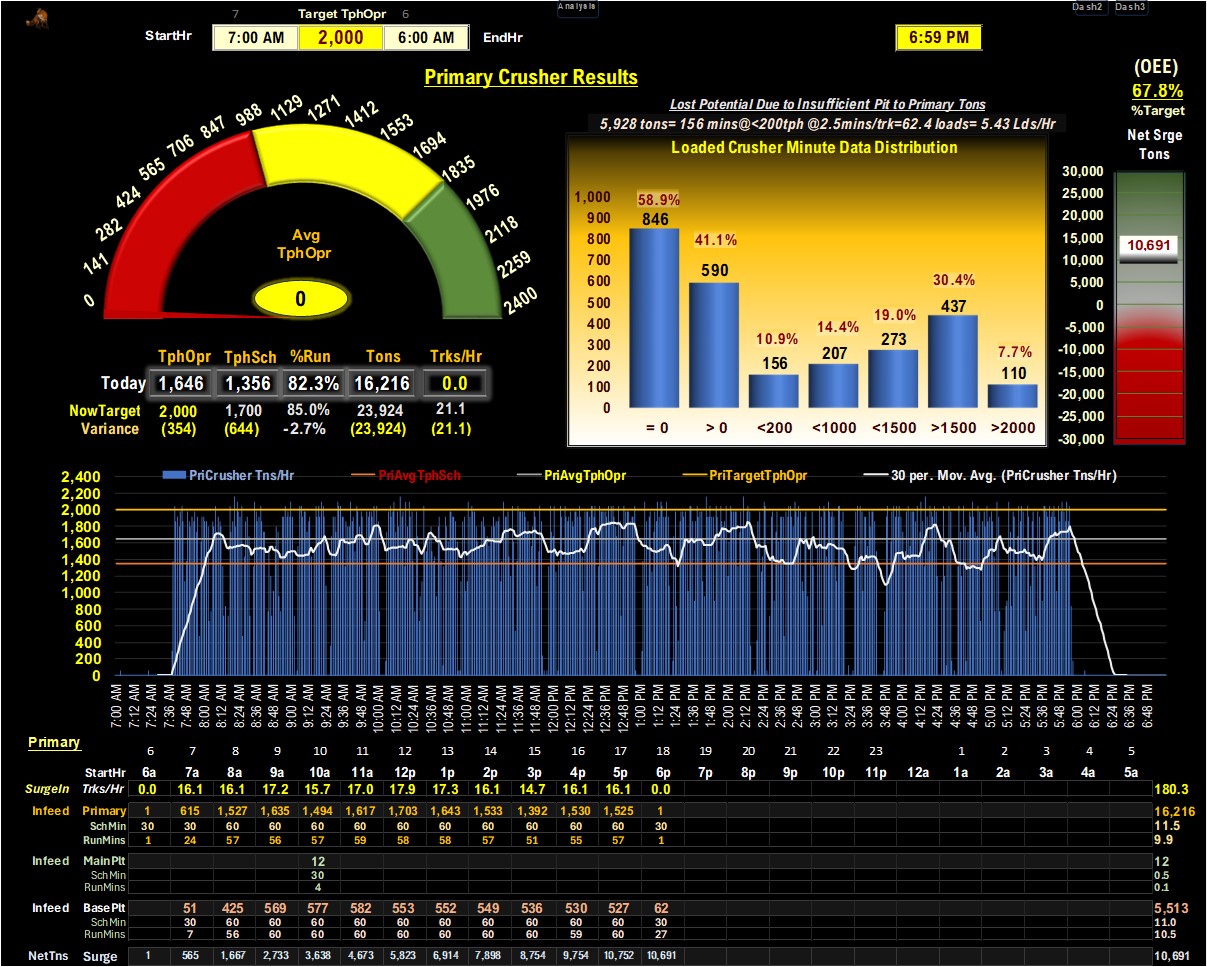 Analysis
Dash2 Dash3
7 Target TphOpr 6
StartHr 7:00 AM 2,000 6:00 AM EndHr
6:59 PM
(OEE)
67.8%
%Target
Net Srge
Tons
Primary Crusher Results
Lost Potential Due to Insufficient Pit to Primary Tons
5,928 tons= 156 mins@<200tph @2.5mins/trk=62.4 loads= 5.43 Lds/Hr
Loaded Crusher Minute Data Distribution
0 141 282 424 565 706 847 988 1129 1271 1412 1553 1694 1835 1976 2118 2259 2400
Avg
TphOpr
0
1,000
900
800
700
600
500
400
300
200
100
0
58.9% 41.1% 10.9% 14.4% 19.0% 30.4% 7.7%
846 590 156 207 273 437 110
= 0 > 0 <200 <1000 <1500 >1500 >2000
30,000
25,000
20,000
15,000
10,000
5,000
0
-5,000
-10,000
-15,000
-20,000
-25,000
-30,000
10,691
TphOpr TphSch %Run Tons Trks/Hr
Today 1,646 1,356 82.3% 16,216 0.0
NowTarget 2,000 1,700 85.0% 23,924 21.1
Variance (354) (644) -2.7% (23,924) (21.1)
PriCrusher Tns/Hr PriAvgTphSch PriAvgTphOpr PriTargetTphOpr 30 per. Mov. Avg. (PriCrusher Tns/Hr)
2,400
2,200
2,000
1,800
1,600
1,400
1,200
1,000
800
600
400
200
0
7:00 AM 7:12 AM 7:24 AM 7:36 AM 7:48 AM 8:00 AM 8:24 AM 8:36 AM 8:48 AM 9:00 AM 9:12 AM 9:24 AM 9:36 AM 9:48 AM 10:00 AM 10:12 AM 10:24 AM 10:36 AM 10:48 AM 11:00 AM 11:12 AM 11:24 AM 11:36 AM 11:48 AM 12:00 PM 12:12 PM 12:24 PM 12:36 PM 12:48 PM 1:00 PM 1:12 PM 1:24 PM 1:36 PM 1:48 PM 2:00 PM 2:12 PM 2:24 PM 2:36 PM 2:48 PM 3:00 PM 3:12 PM 3:24 PM 3:36 PM 3:48 PM 4:00 PM 4:12 PM 4:24 PM 4:36 PM 4:48 PM 5:00 PM 5:12 PM 5:24 PM 5:36 PM 5:48 PM 6:00 PM 6:12 PM 6:24 PM 6:36 PM 6:48 PM
Primary
6 7 8 9 10 11 12 13 14 15 16 17 18 19 20 21 22 23 1 2 3 4 5
StartHr 6a 7a 8a 9a 10a 11a 12p 1p 2p 3p 4p 5p 6p 7p 8p 9p 10p 11p 12a 1a 2a 3a 4a 5a
SurgeIn Trks/Hr 0.0 16.1 16.1 17.2 15.7 17.0 17.9 17.3 16.1 14.7 16.1 16.1 0.0 180.3
Infeed Primary 1 615 1,527 1,635 1,494 1,617 1,703 1,643 1,533 1,392 1,530 1,525 1 16,216
SchMin 30 30 60 60 60 60 60 60 60 60 60 60 30 11.5
RunMins 1 24 57 56 57 59 58 58 57 51 55 57 1 9.9
Infeed MainPlt 12 12
SchMin 30 0.5
RunMins 4 0.1
Infeed BasePlt 51 425 569 577 582 553 552 549 536 530 527 62 5,513
SchMin 30 60 60 60 60 60 60 60 60 60 60 30 11.0
RunMins 7 56 60 60 60 60 60 60 60 59 60 27 10.5
NetTns Surge 1 565 1,667 2,733 3,638 4,673 5,823 6,914 7,898 8,754 9,754 10,752 10,691 10,691